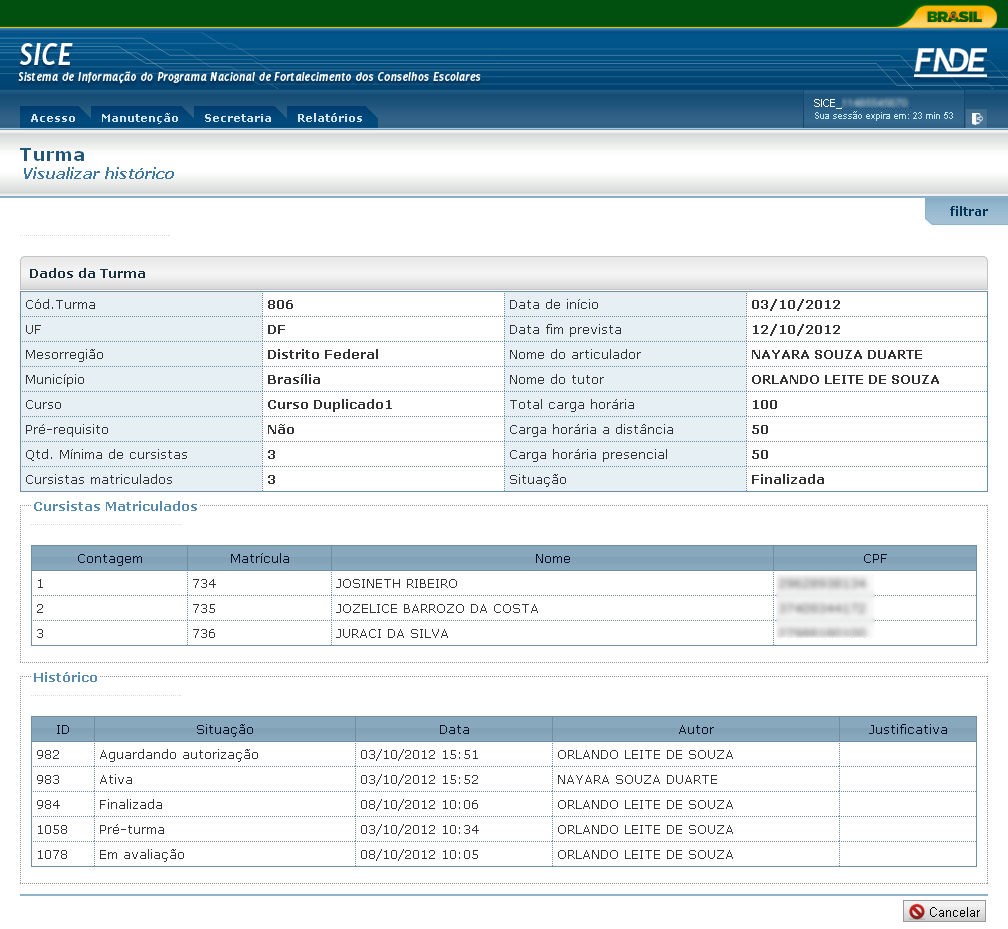 BRASIL
SICE
Sistema de Informação do Programa Nacional de Fortalecimento dos Conselhos Escolares
FNDE
Acesso Manutenção Secretaria Relatórios
SICE_
Sua sessão expira em: 23 min 53
Turma
Visualizar histórico
filtrar
Dados da Turma
Cód.Turma 806 Data de início 03/10/2012
UF DF Data fim prevista 12/10/2012
Mesorregião Distrito Federal Nome do articulador NAYARA SOUZA DUARTE
Município Brasília Nome do tutor ORLANDO LEITE DE SOUZA
Curso Curso Duplicado1 Total carga horária 100
Pré-requisito Não Carga horária a distância 50
Qtd. Mínima de cursistas 3 Carga horária presencial 50
Cursistas matriculados 3 Situação Finalizada
Cursistas Matriculados
Contagem Matrícula Nome CPF
1 734 JOSINETH RIBEIRO
2 735 JOZELICE BARROZO DA COSTA
3 736 JURACI DA SILVA
Histórico
ID Situação Data Autor Justificativa
982 Aguardando autorização 03/10/2012 15:51 ORLANDO LEITE DE SOUZA
983 Ativa 03/10/2012 15:52 NAYARA SOUZA DUARTE
984 Finalizada 08/10/2012 10:06 ORLANDO LEITE DE SOUZA
1058 Pré-turma 03/10/2012 10:34 ORLANDO LEITE DE SOUZA
1078 Em avaliação 08/10/2012 10:05 ORLANDO LEITE DE SOUZA
Cancelar